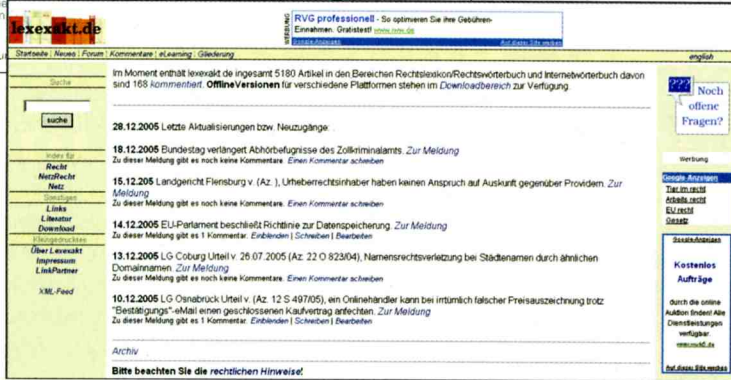 lexexakt.de
WERBUNG
RVG professionell - So optimieren Sie ihre Gebühren-
Einnahmen. Gratistest!
Google Anzeigen
Auf dieser Site werben
Startseite | Neues | Forum | Kommentare | eLearning | Gliederung
english
Suche
suche
Index für
Recht
NetzRecht
Netz
Sonstiges
Links
Literatur
Download
Kleingedrucktes
Über Lexexakt
Impressum
LinkPartner
XML-Feed
Im Moment enthält lexexakt.de ingesamt 5180 Artikel in den Bereichen Rechtslexikon/Rechtswörterbuch und Internetwörterbuch davon
sind 168 kommentiert. OfflineVersionen für verschiedene Plattformen stehen im Downloadbereich zur Verfügung.
28.12.2005 Letzte Aktualisierungen bzw. Neuzugänge:
18.12.2005 Bundestag verlängert Abhörbefugnisse des Zollkriminalamts. Zur Meldung
Zu dieser Meldung gibt es noch keine Kommentare. Einen Kommentar schreiben
15.12.205 Landgericht Flensburg v. (Az. ), Urheberrechtsinhaber haben keinen Anspruch auf Auskunft gegenüber Providern. Zur
Meldung
Zu dieser Meldung gibt es noch keine Kommentare. Einen Kommentar schreiben
14.12.2005 EU-Parlament beschließt Richtlinie zur Datenspeicherung. Zur Meldung
Zu dieser Meldung gibt es 1 Kommentar. Einblenden | Schreiben | Bearbeiten
13.12.2005 LG Coburg Urteil v. 26.07.2005 (Az. 22 O 823/04), Namensrechtsverletzung bei Städtenamen durch ähnlichen
Domainnamen. Zur Meldung
Zu dieser Meldung gibt es noch keine Kommentare. Einen Kommentar schreiben
10.12.2005 LG Osnabrück Urteil v. (Az. 12 S 497/05), ein Onlinehändler kann bei irrtümlich falscher Preisauszeichnung trotz
"Bestätigungs"-eMail einen geschlossenen Kaufvertrag anfechten. Zur Meldung
Zu dieser Meldung gibt es 1 Kommentar. Einblenden | Schreiben | Bearbeiten
Archiv
Bitte beachten Sie die rechtlichen Hinweise!
???
Noch
offene
Fragen?
Werbung
Google Anzeigen
Tier im recht
Arbeits recht
EU recht
Gesetz
Google Anzeigen
Kostenlos
Aufträge
durch die online
Auktion finden! Alle
Dienstleistungen
verfügbar.
Auf dieser Site werben